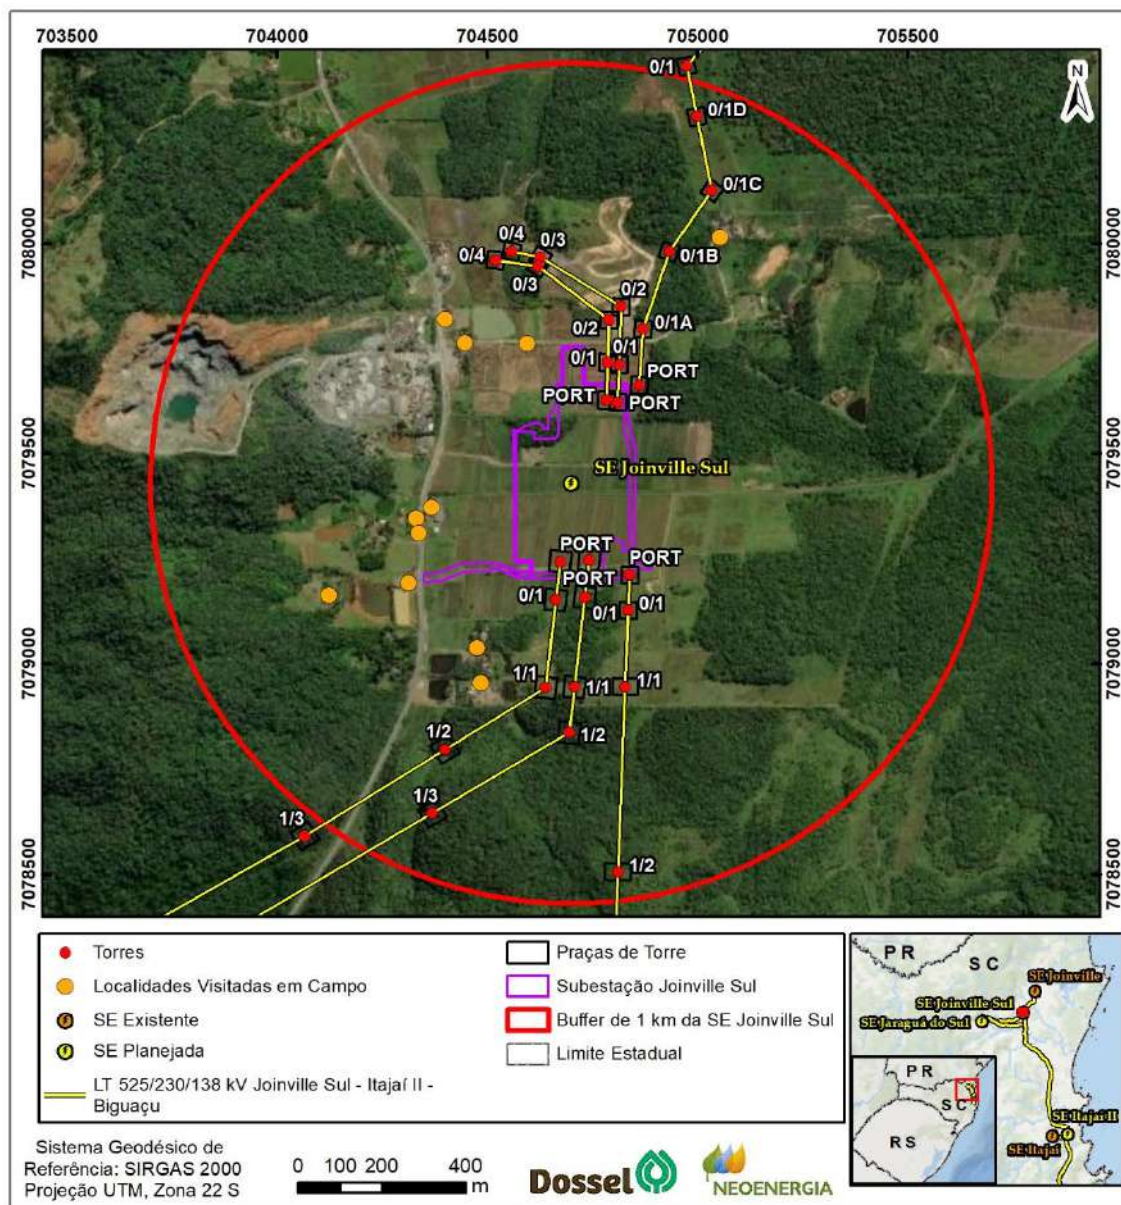 703500 704000 704500 705000 705500
0/1
N
0/1D
0/1C
7080000
7080000
0/4
0/3
0/4
0/1B
0/3
0/2
0/2
0/1A
0/1
0/1
PORT
PORT
PORT
7079500
7079500
SE Joinville Sul
PORT
PORT
PORT
0/1
0/1
0/1
7079000
7079000
1/1
1/1
1/1
1/2
1/2
1/3
1/3
1/2
7078500
7078500
Torres
Localidades Visitadas em Campo
SE Existente
SE Planejada
LT 525/230/138 kV Joinville Sul - Itajaí II -
Biguaçu
Praças de Torre
Subestação Joinville Sul
Buffer de 1 km da SE Joinville Sul
Limite Estadual
PR
SC
SE Joinville
SE Joinville Sul
SE Jaraguá do Sul
SE Itajaí II
SE Itajaí
PR
SC
RS
Sistema Geodésico de
Referência: SIRGAS 2000
Projeção UTM, Zona 22 S
0 100 200 400
m
Dossel
NEOENERGIA